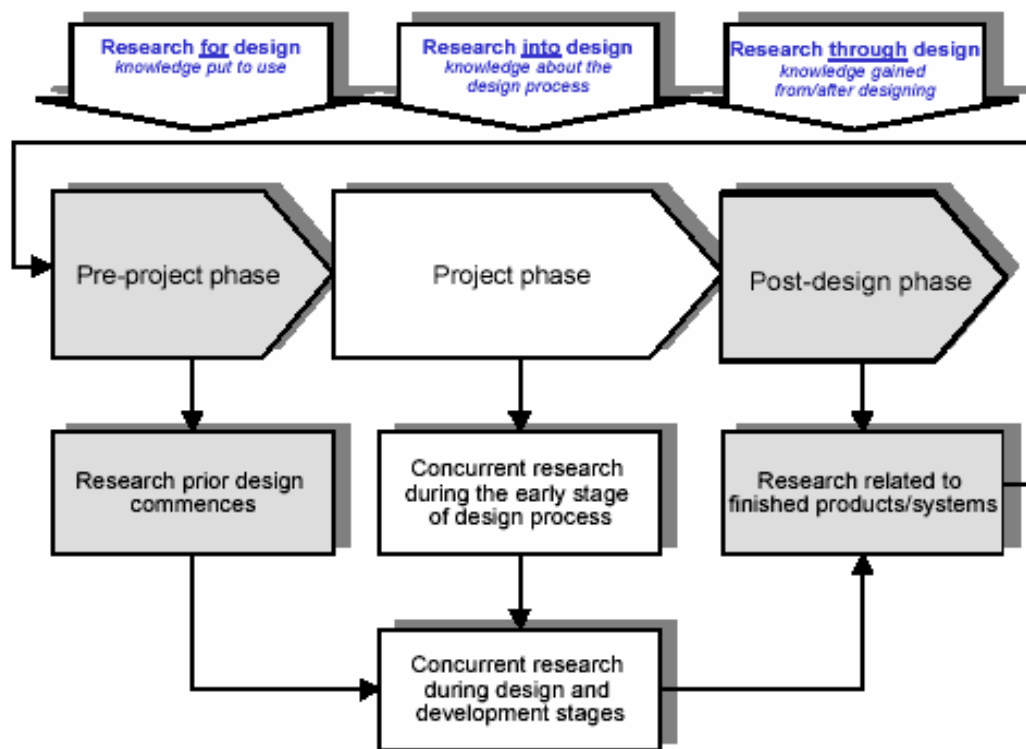 Research for design
knowledge put to use
Research into design
knowledge about the
design process
Research through design
knowledge gained
from/after designing
Pre-project phase
Project phase
Post-design phase
Research prior design
commences
Concurrent research
during the early stage
of design process
Research related to
finished products/systems
Concurrent research
during design and
development stages